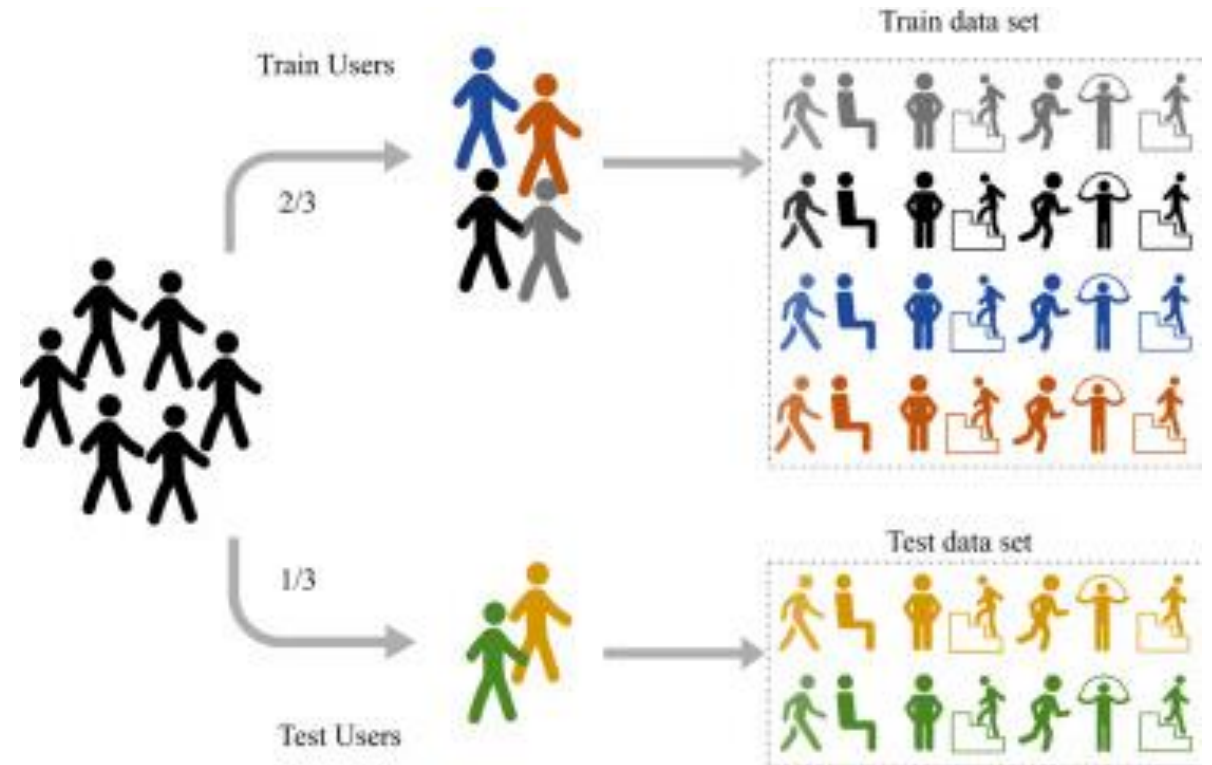 Train data set
Train Users
2/3
1/3
Test data set
Test Users